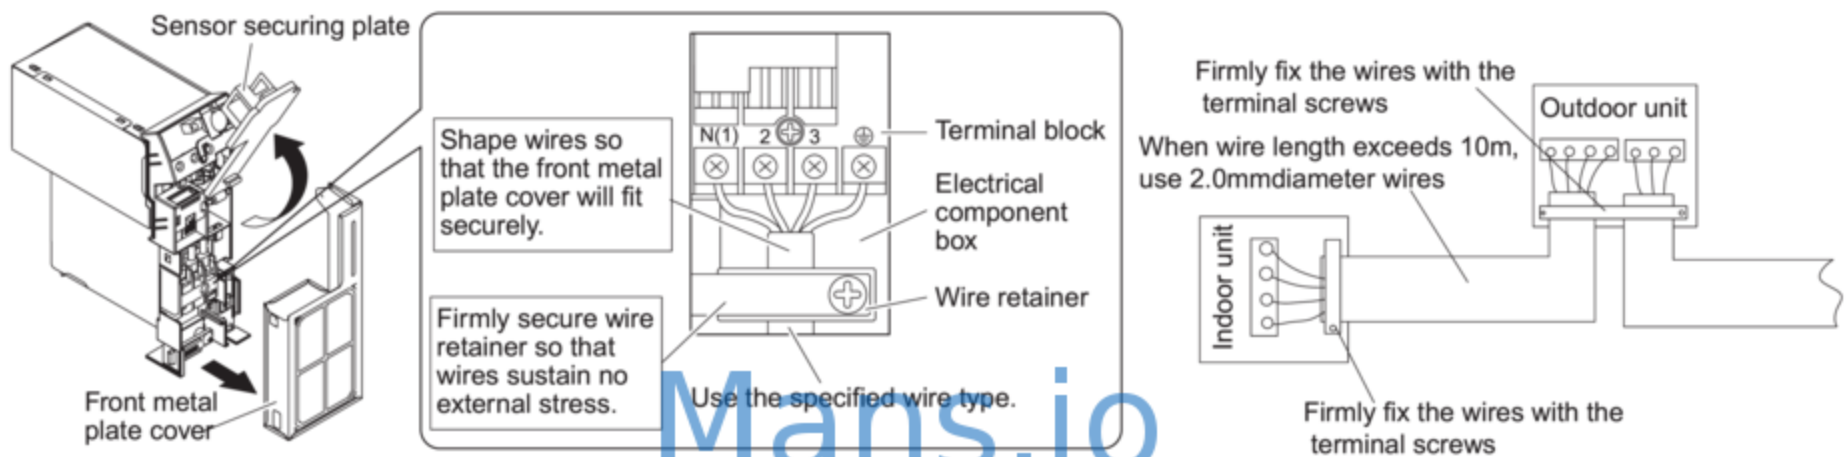 Sensor securing plate
Front metal
plate cover
Shape wires so
that the front metal
plate cover will fit
securely.
Firmly secure wire
retainer so that
wires sustain no
external stress.
N(1) 2 3
Terminal block
Electrical
component
box
Wire retainer
Use the specified wire type.
Mans.io
Firmly fix the wires with the
terminal screws
Outdoor unit
When wire length exceeds 10m,
use 2.0mmdiameter wires
Indoor unit
Firmly fix the wires with the
terminal screws